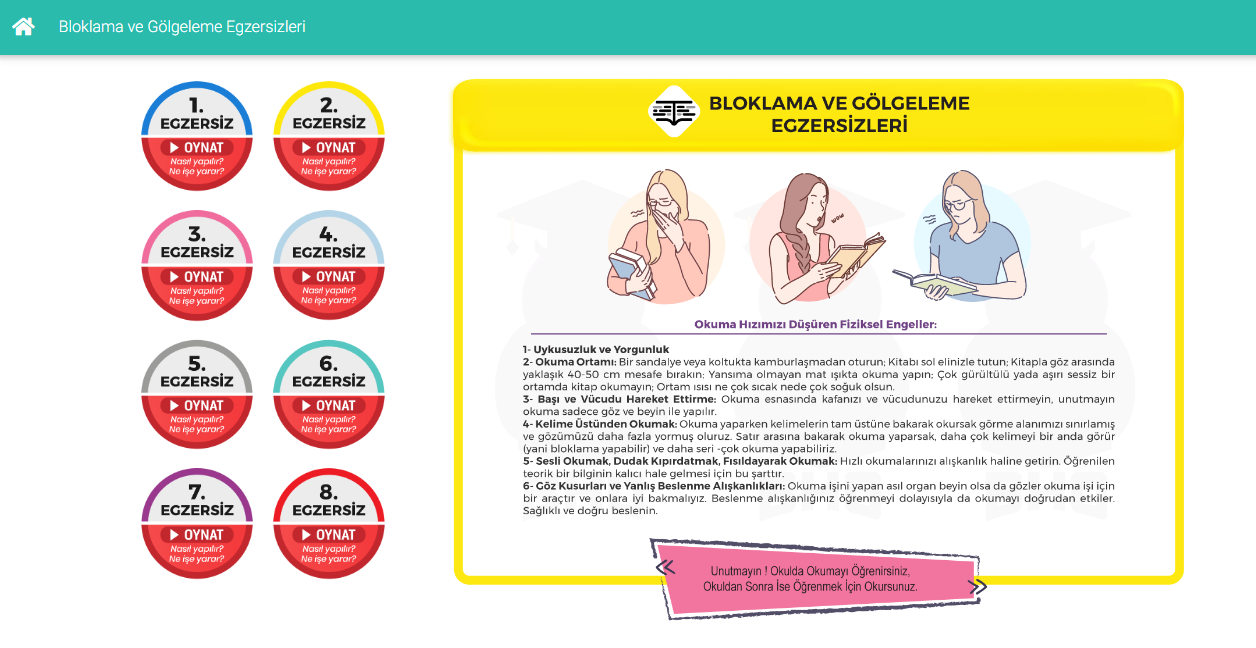 Bloklama ve Gölgeleme Egzersizleri
1.
EGZERSİZ
OYNAT
Nasıl yapılır?
Ne işe yarar?
2.
EGZERSİZ
OYNAT
Nasıl yapılır?
Ne işe yarar?
3.
EGZERSİZ
OYNAT
Nasıl yapılır?
Ne işe yarar?
4.
EGZERSİZ
OYNAT
Nasıl yapılır?
Ne işe yarar?
5.
EGZERSİZ
OYNAT
Nasıl yapılır?
Ne işe yarar?
6.
EGZERSİZ
OYNAT
Nasıl yapılır?
Ne işe yarar?
7.
EGZERSİZ
OYNAT
Nasıl yapılır?
Ne işe yarar?
8.
EGZERSİZ
OYNAT
Nasıl yapılır?
Ne işe yarar?
BLOKLAMA VE GÖLGELEME
EGZERSİZLERİ
wow
Okuma Hızımızı Düşüren Fiziksel Engeller:
1- Uykusuzluk ve Yorgunluk
2- Okuma Ortamı: Bir sandalye veya koltukta kamburlaşmadan oturun; Kitabı sol elinizle tutun; Kitapla göz arasında
yaklaşık 40-50 cm mesafe bırakın; Yansıma olmayan mat ışıkta okuma yapın; Çok gürültülü yada aşırı sessiz bir
ortamda kitap okumayın; Ortam ısısı ne çok sıcak nede çok soğuk olsun.
3- Başı ve Vücudu Hareket Ettirme: Okuma esnasında kafanızı ve vücudunuzu hareket ettirmeyin, unutmayın
okuma sadece göz ve beyin ile yapılır.
4- Kelime Üstünden Okumak: Okuma yaparken kelimelerin tam üstüne bakarak okursak görme alanımızı sınırlamış
ve gözümüzü daha fazla yormuş oluruz. Satır arasına bakarak okuma yaparsak, daha çok kelimeyi bir anda görür
(yani bloklama yapabilir) ve daha seri -çok okuma yapabiliriz.
5- Sesli Okumak, Dudak Kıpırdatmak, Fısıldayarak Okumak: Hızlı okumalarınızı alışkanlık haline getirin. Öğrenilen
teorik bir bilginin kalıcı hale gelmesi için bu şarttır.
6- Göz Kusurları ve Yanlış Beslenme Alışkanlıkları: Okuma işini yapan asıl organ beyin olsa da gözler okuma işi için
bir araçtır ve onlara iyi bakmalıyız. Beslenme alışkanlığınız öğrenmeyi dolayısıyla da okumayı doğrudan etkiler.
Sağlıklı ve doğru beslenin.
Unutmayın ! Okulda Okumayı Öğrenirsiniz,
Okuldan Sonra İse Öğrenmek İçin Okursunuz.